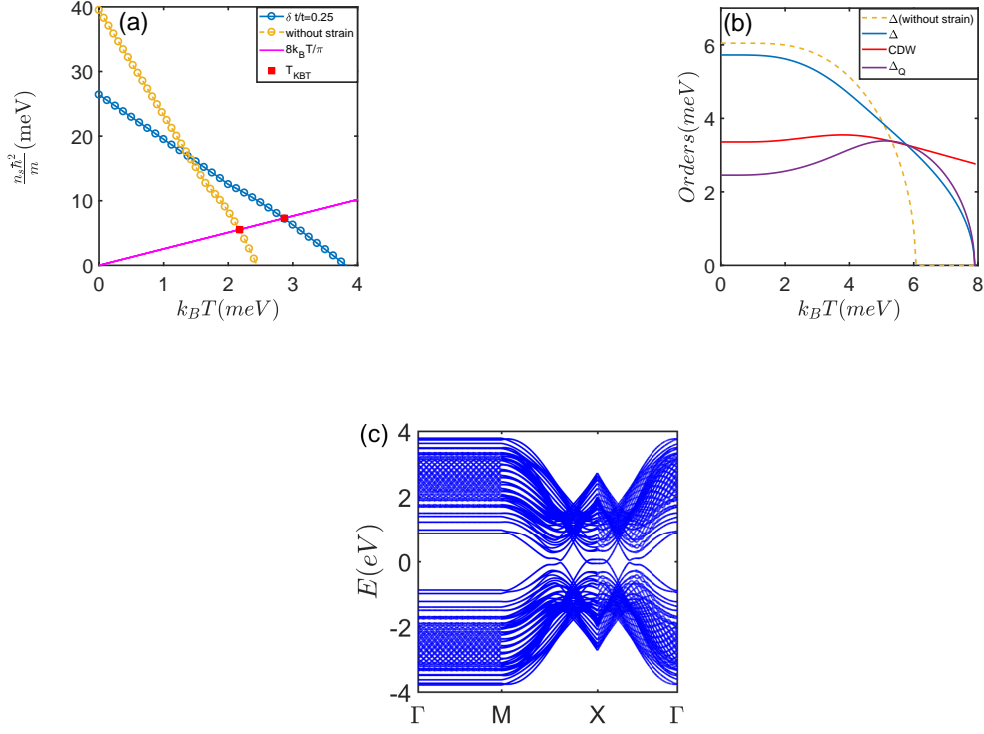 (a)
δ t/t=0.25
without strain
8k_BT/π
T_KBT
40
30
20
10
0
n_sħ²/m (meV)
0 1 2 3 4
k_BT(meV)
(b)
Δ(without strain)
Δ
CDW
Δ_Q
6
4
2
0
Orders(meV)
0 2 4 6 8
k_BT(meV)
(c)
4
2
0
-2
-4
E(eV)
Γ M X Γ